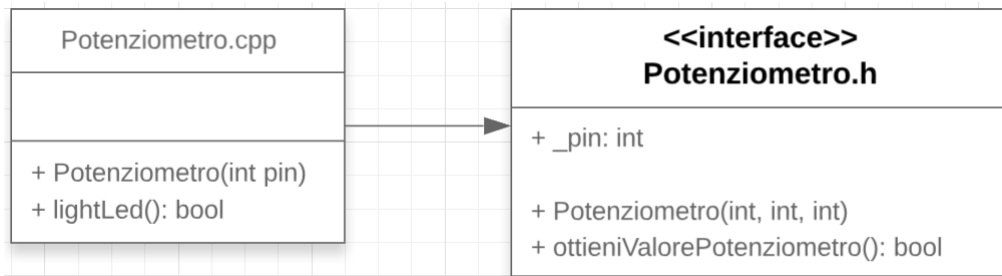 Potenziometro.cpp
+ Potenziometro(int pin)
+ lightLed(): bool
<<interface>>
Potenziometro.h
+ _pin: int
+ Potenziometro(int, int, int)
+ ottieniValorePotenziometro(): bool